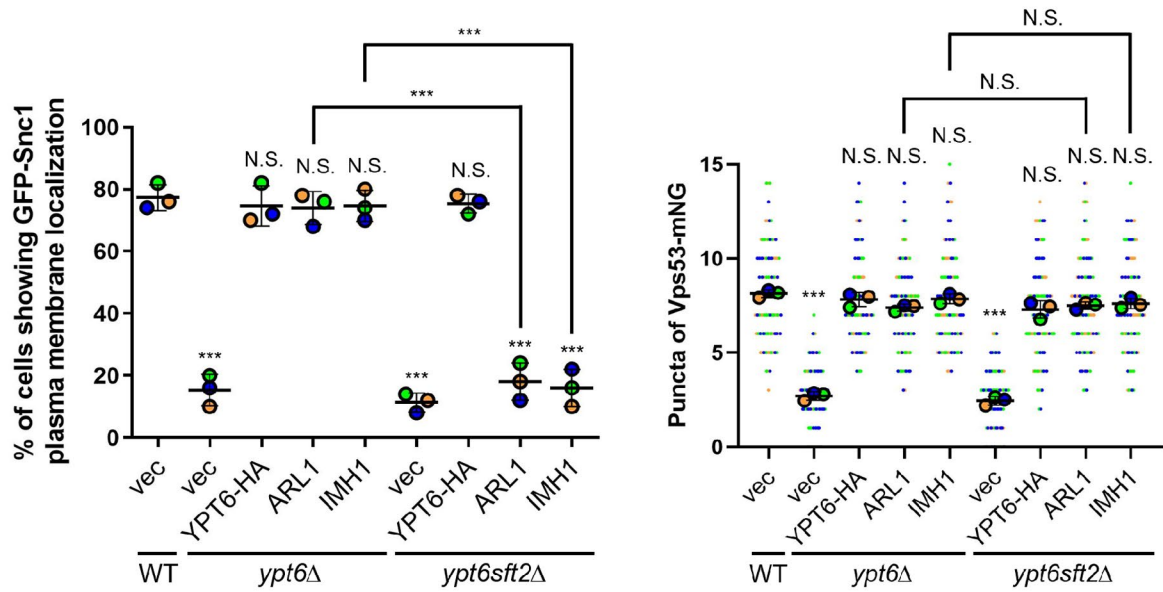 % of cells showing GFP-Snc1
plasma membrane localization
100
80
60
40
20
0
***
***
N.S.
N.S.
N.S.
N.S.
***
***
***
***
vec
vec
YPT6-HA
ARL1
IMH1
vec
YPT6-HA
ARL1
IMH1
WT
ypt6Δ
ypt6sft2Δ
Puncta of Vps53-mNG
15
10
5
0
N.S.
N.S.
N.S.
N.S.
N.S.
N.S.
N.S.
N.S.
***
***
vec
vec
YPT6-HA
ARL1
IMH1
vec
YPT6-HA
ARL1
IMH1
WT
ypt6Δ
ypt6sft2Δ